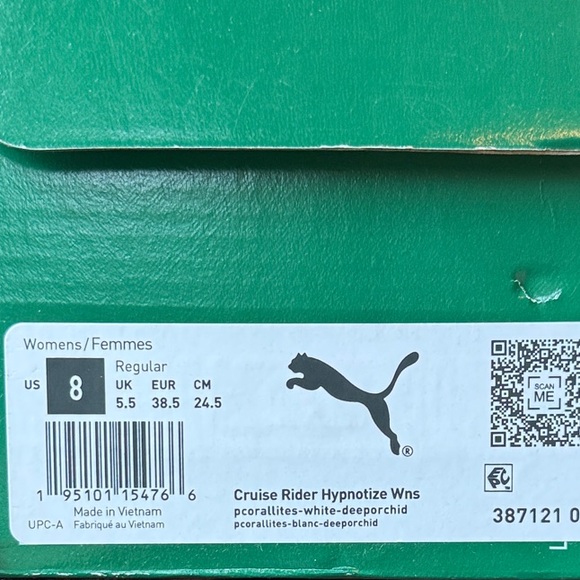 Womens/Femmes
Regular
US 8 UK EUR CM
5.5 38.5 24.5
SCAN
ME
1 95101 15476 6
Made in Vietnam
UPC-A Fabriqué au Vietnam
®
Cruise Rider Hypnotize Wns
pcorallites-white-deeporchid
pcorallites-blanc-deeporchid
387121 0